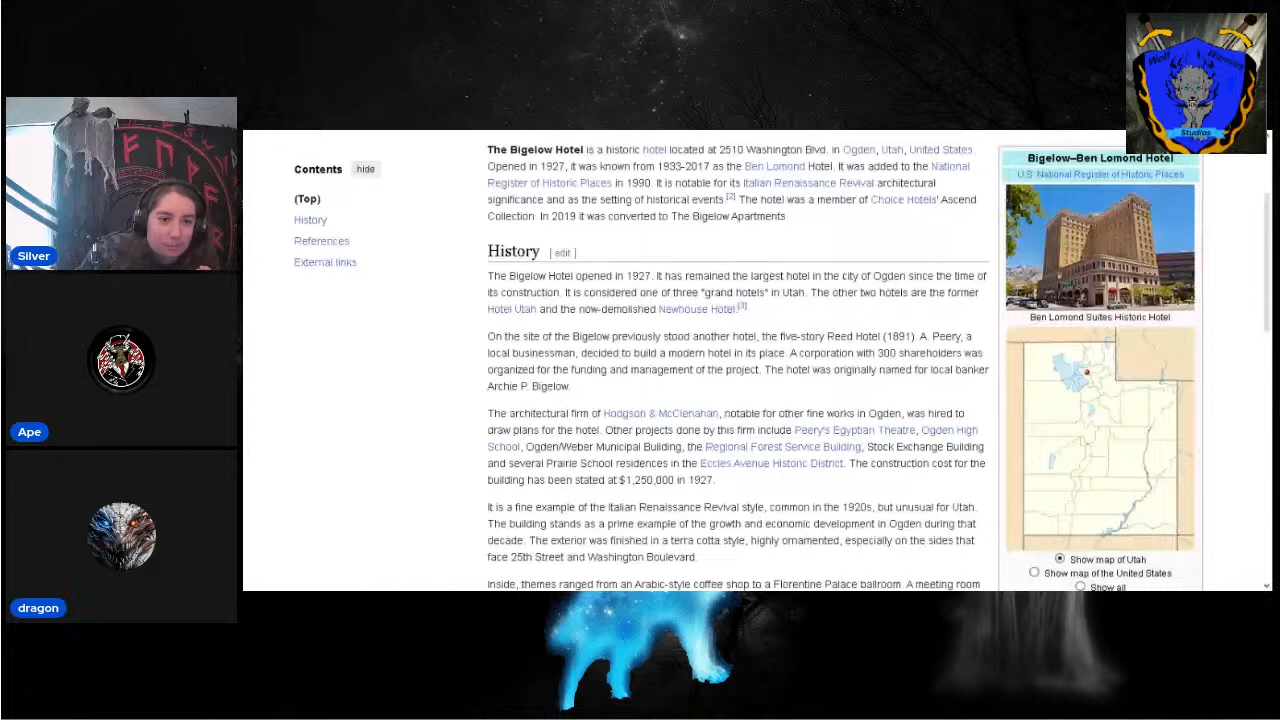 Wolf Warriors
Studios
Silver
Ape
dragon
Contents hide
(Top)
History
References
External links
The Bigelow Hotel is a historic hotel located at 2510 Washington Blvd. in Ogden, Utah, United States.
Opened in 1927, it was known from 1933-2017 as the Ben Lomond Hotel. It was added to the National
Register of Historic Places in 1990. It is notable for its Italian Renaissance Revival architectural
significance and as the setting of historical events.[2] The hotel was a member of Choice Hotels' Ascend
Collection. In 2019 it was converted to The Bigelow Apartments
History [ edit ]
The Bigelow Hotel opened in 1927. It has remained the largest hotel in the city of Ogden since the time of
its construction. It is considered one of three "grand hotels" in Utah. The other two hotels are the former
Hotel Utah and the now-demolished Newhouse Hotel.[3]
On the site of the Bigelow previously stood another hotel, the five-story Reed Hotel (1891). A. Peery, a
local businessman, decided to build a modern hotel in its place. A corporation with 300 shareholders was
organized for the funding and management of the project. The hotel was originally named for local banker
Archie P. Bigelow.
The architectural firm of Hodgson & McClenahan, notable for other fine works in Ogden, was hired to
draw plans for the hotel. Other projects done by this firm include Peery's Egyptian Theatre, Ogden High
School, Ogden/Weber Municipal Building, the Regional Forest Service Building, Stock Exchange Building
and several Prairie School residences in the Eccles Avenue Historic District. The construction cost for the
building has been stated at $1,250,000 in 1927.
It is a fine example of the Italian Renaissance Revival style, common in the 1920s, but unusual for Utah.
The building stands as a prime example of the growth and economic development in Ogden during that
decade. The exterior was finished in a terra cotta style, highly ornamented, especially on the sides that
face 25th Street and Washington Boulevard.
Inside, themes ranged from an Arabic-style coffee shop to a Florentine Palace ballroom. A meeting room
Bigelow–Ben Lomond Hotel
U.S. National Register of Historic Places
Ben Lomond Suites Historic Hotel
Show map of Utah
Show map of the United States
Show all